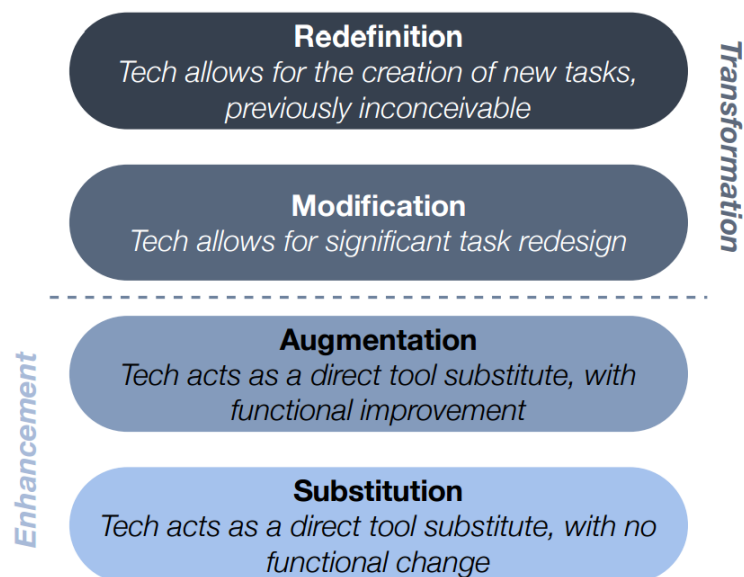 Redefinition
Tech allows for the creation of new tasks,
previously inconceivable
Transformation
Modification
Tech allows for significant task redesign
Augmentation
Tech acts as a direct tool substitute, with
functional improvement
Enhancement
Substitution
Tech acts as a direct tool substitute, with no
functional change